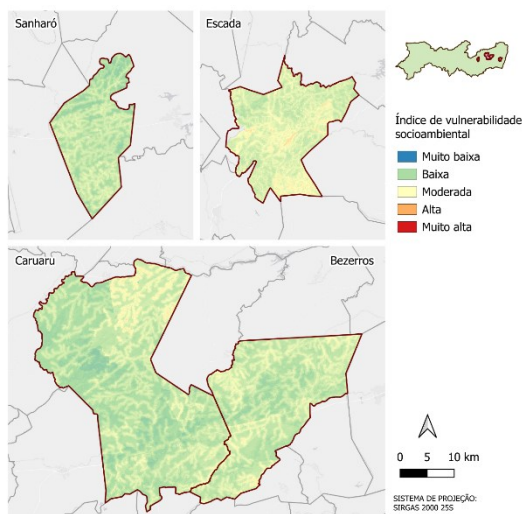 Sanharó
Escada
Índice de vulnerabilidade
socioambiental
Muito baixa
Baixa
Moderada
Alta
Muito alta
Caruaru
Bezerros
0 5 10 km
SISTEMA DE PROJEÇÃO:
SIRGAS 2000 25S